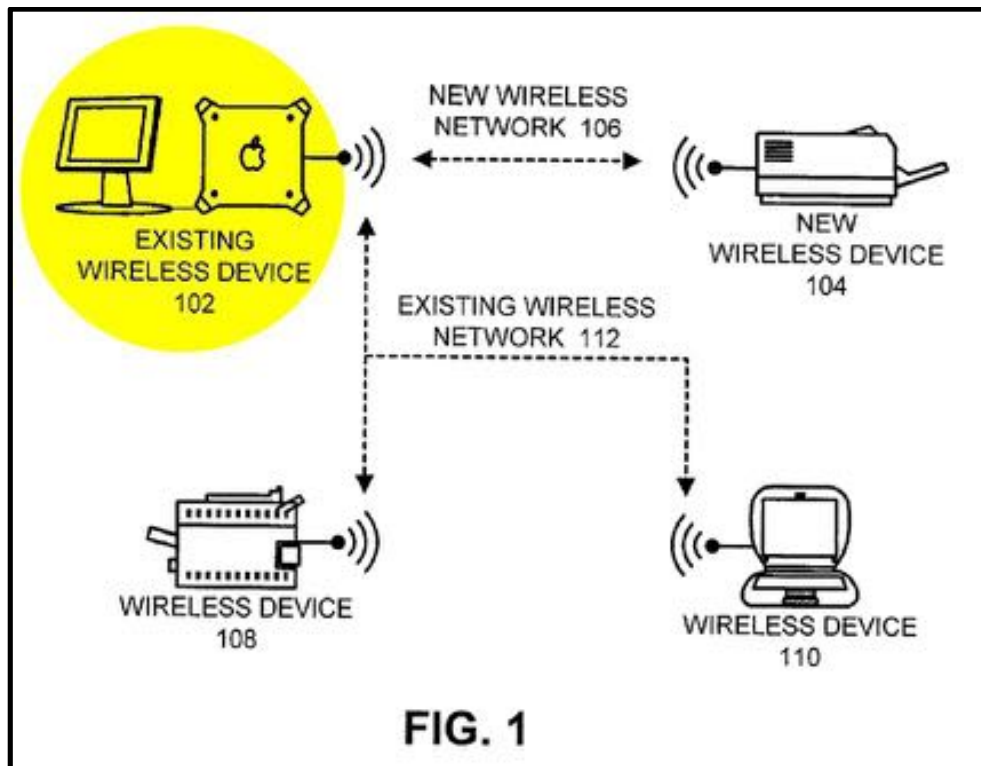 NEW WIRELESS
NETWORK 106
EXISTING
WIRELESS DEVICE
102
NEW
WIRELESS DEVICE
104
EXISTING WIRELESS
NETWORK 112
WIRELESS DEVICE
108
WIRELESS DEVICE
110
FIG. 1